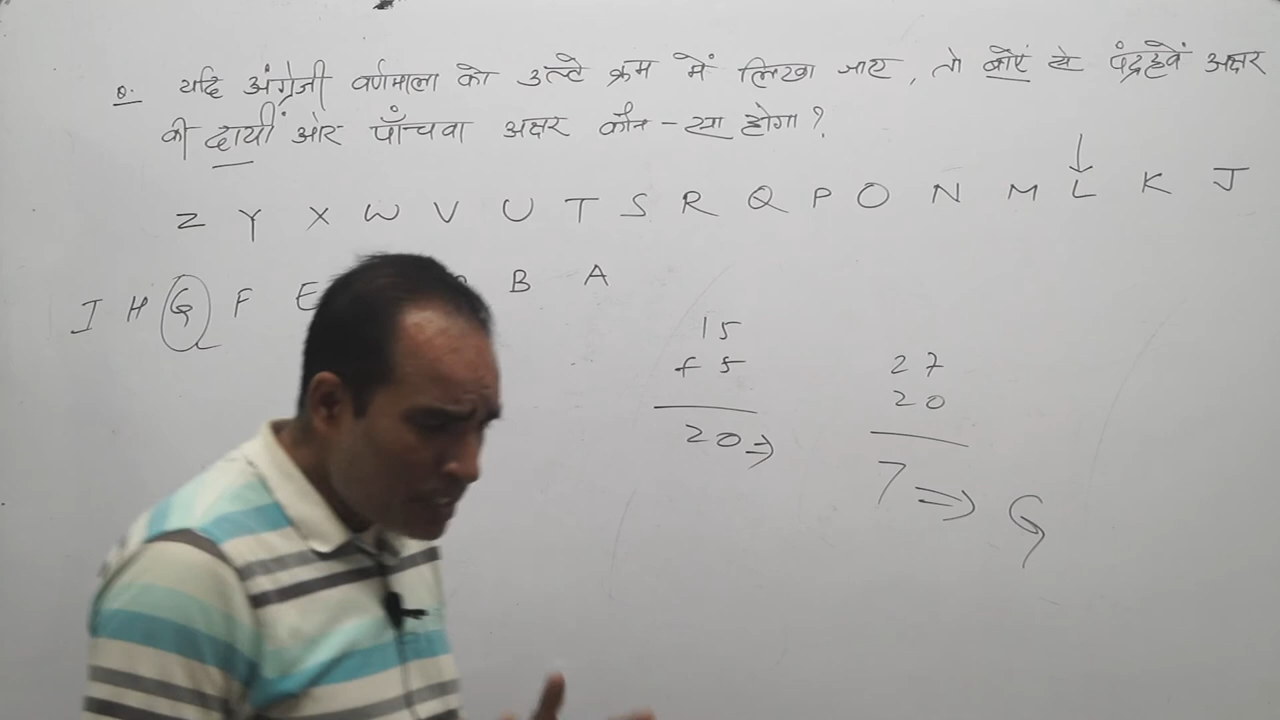 Q. यदि अंग्रेजी वर्णमाला को उल्टे क्रम में लिखा जाए, तो बाएं से पंद्रहवें अक्षर
की दायीं ओर पाँचवा अक्षर कौन-सा होगा?
Z Y X W V U T S R Q P O N M L K J
I H G F E B A
15
+5
20⇒
27
20
7 ⇒ G